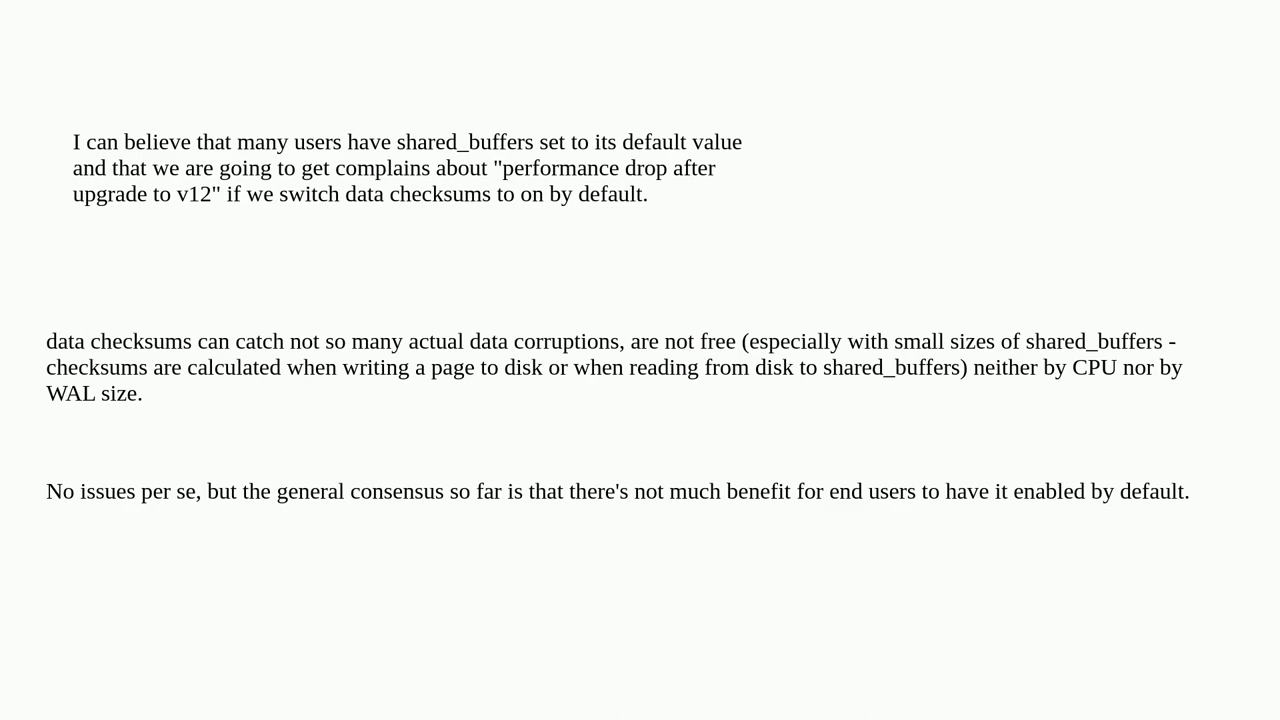 I can believe that many users have shared_buffers set to its default value
and that we are going to get complains about "performance drop after
upgrade to v12" if we switch data checksums to on by default.
data checksums can catch not so many actual data corruptions, are not free (especially with small sizes of shared_buffers -
checksums are calculated when writing a page to disk or when reading from disk to shared_buffers) neither by CPU nor by
WAL size.
No issues per se, but the general consensus so far is that there's not much benefit for end users to have it enabled by default.